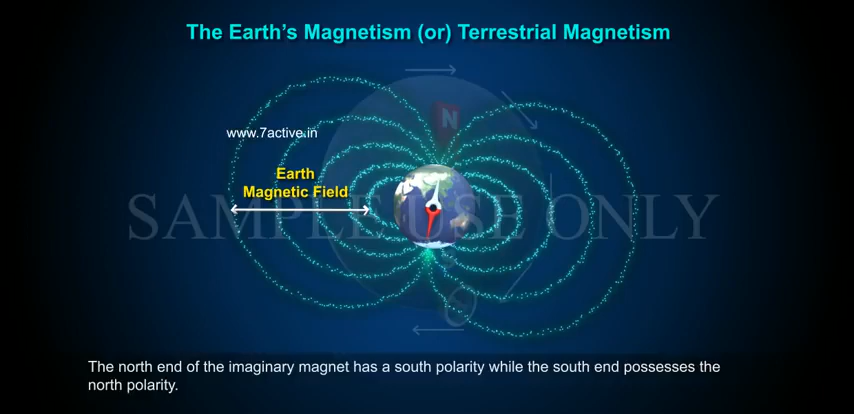 The Earth's Magnetism (or) Terrestrial Magnetism
N
www.7active.in
Earth
Magnetic Field
SAMPLE USE ONLY
The north end of the imaginary magnet has a south polarity while the south end possesses the
north polarity.